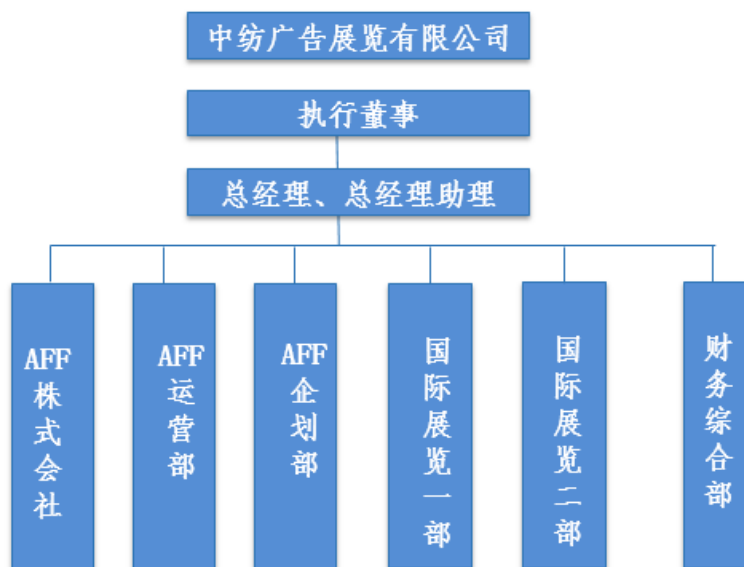 中纺广告展览有限公司
执行董事
总经理、总经理助理
AFF株式会社
AFF运营部
AFF企划部
国际展览一部
国际展览二部
财务综合部